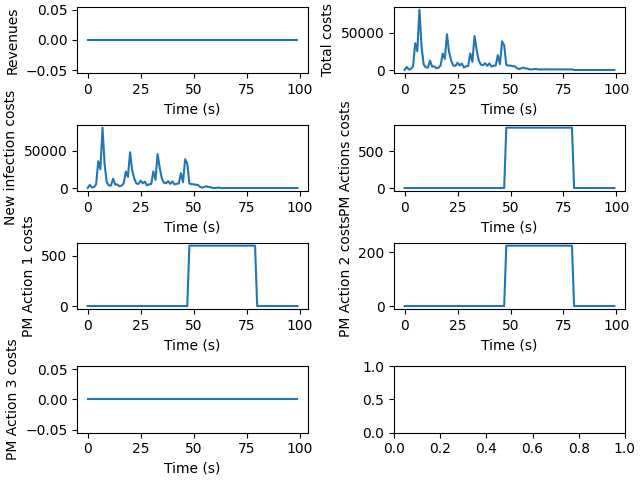 Revenues
0.05
0.00
−0.05
0 25 50 75 100
Time (s)
Total costs
50000
0
0 25 50 75 100
Time (s)
New infection costs
50000
0
0 25 50 75 100
Time (s)
PM Actions costs
500
0
0 25 50 75 100
Time (s)
PM Action 1 costs
500
0
0 25 50 75 100
Time (s)
PM Action 2 costs
200
0
0 25 50 75 100
Time (s)
PM Action 3 costs
0.05
0.00
−0.05
0 25 50 75 100
Time (s)
1.0
0.5
0.0
0.0 0.2 0.4 0.6 0.8 1.0